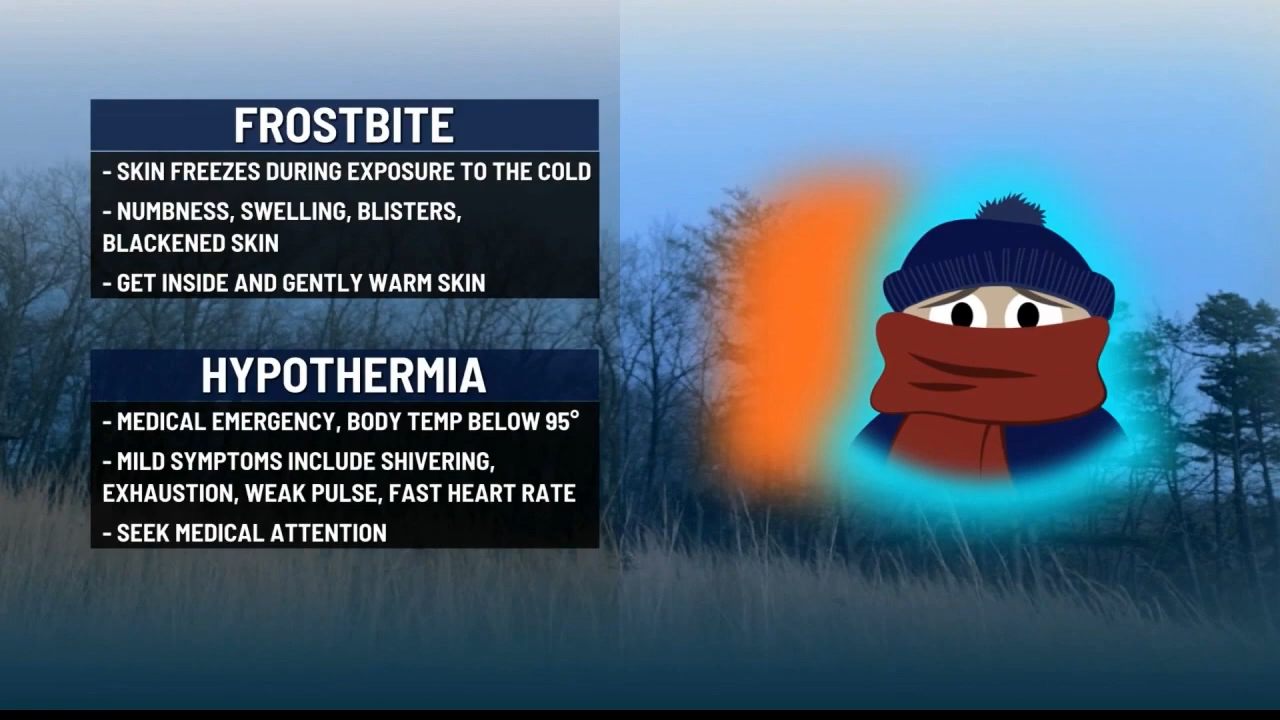 FROSTBITE
- SKIN FREEZES DURING EXPOSURE TO THE COLD
- NUMBNESS, SWELLING, BLISTERS,
BLACKENED SKIN
- GET INSIDE AND GENTLY WARM SKIN
HYPOTHERMIA
- MEDICAL EMERGENCY, BODY TEMP BELOW 95°
- MILD SYMPTOMS INCLUDE SHIVERING,
EXHAUSTION, WEAK PULSE, FAST HEART RATE
- SEEK MEDICAL ATTENTION